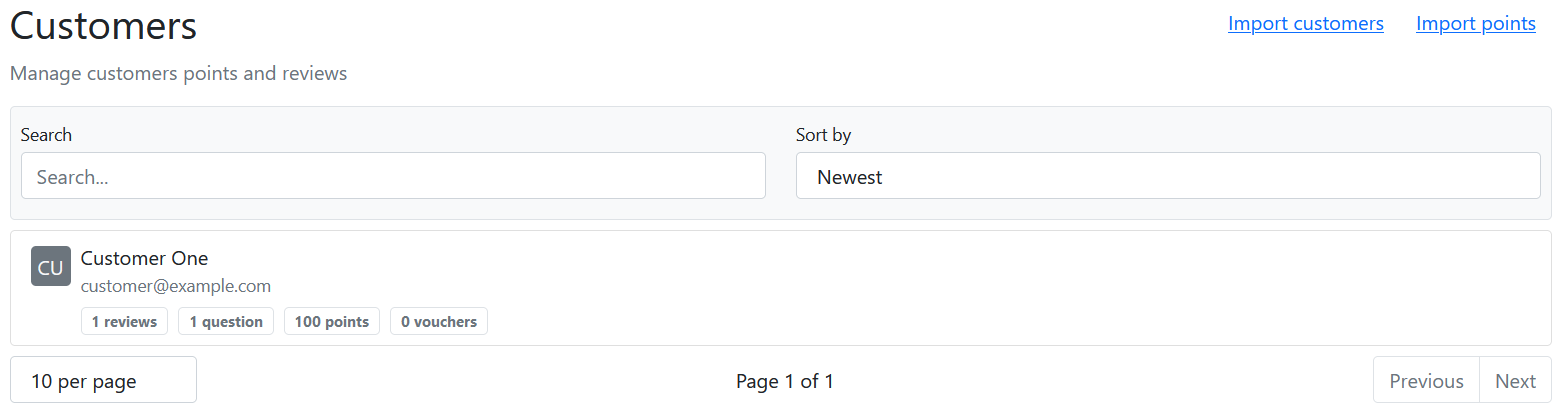 Customers
Import customers
Import points
Manage customers points and reviews
Search
Sort by
Search...
Newest
CU
Customer One
customer@example.com
1 reviews
1 question
100 points
0 vouchers
10 per page
Page 1 of 1
Previous
Next